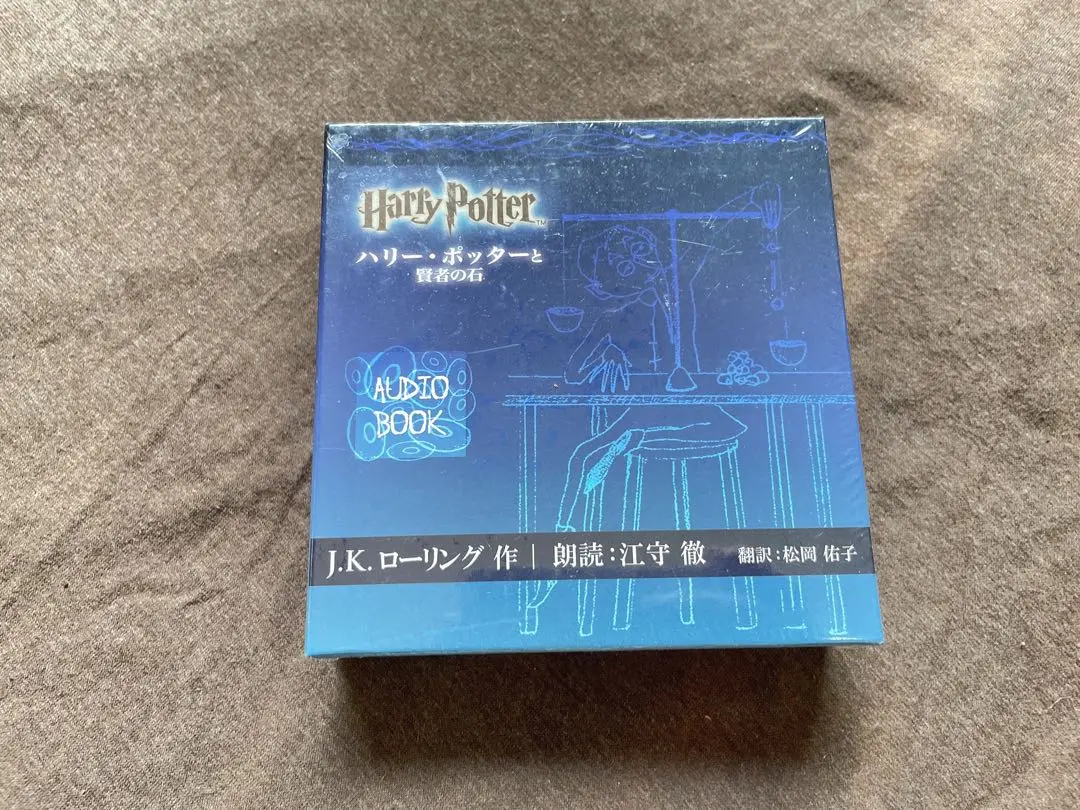 Harry Potter™
ハリー・ポッターと
賢者の石
AUDIO
BOOK
J.K.ローリング 作 | 朗読：江守 徹 翻訳：松岡 佑子